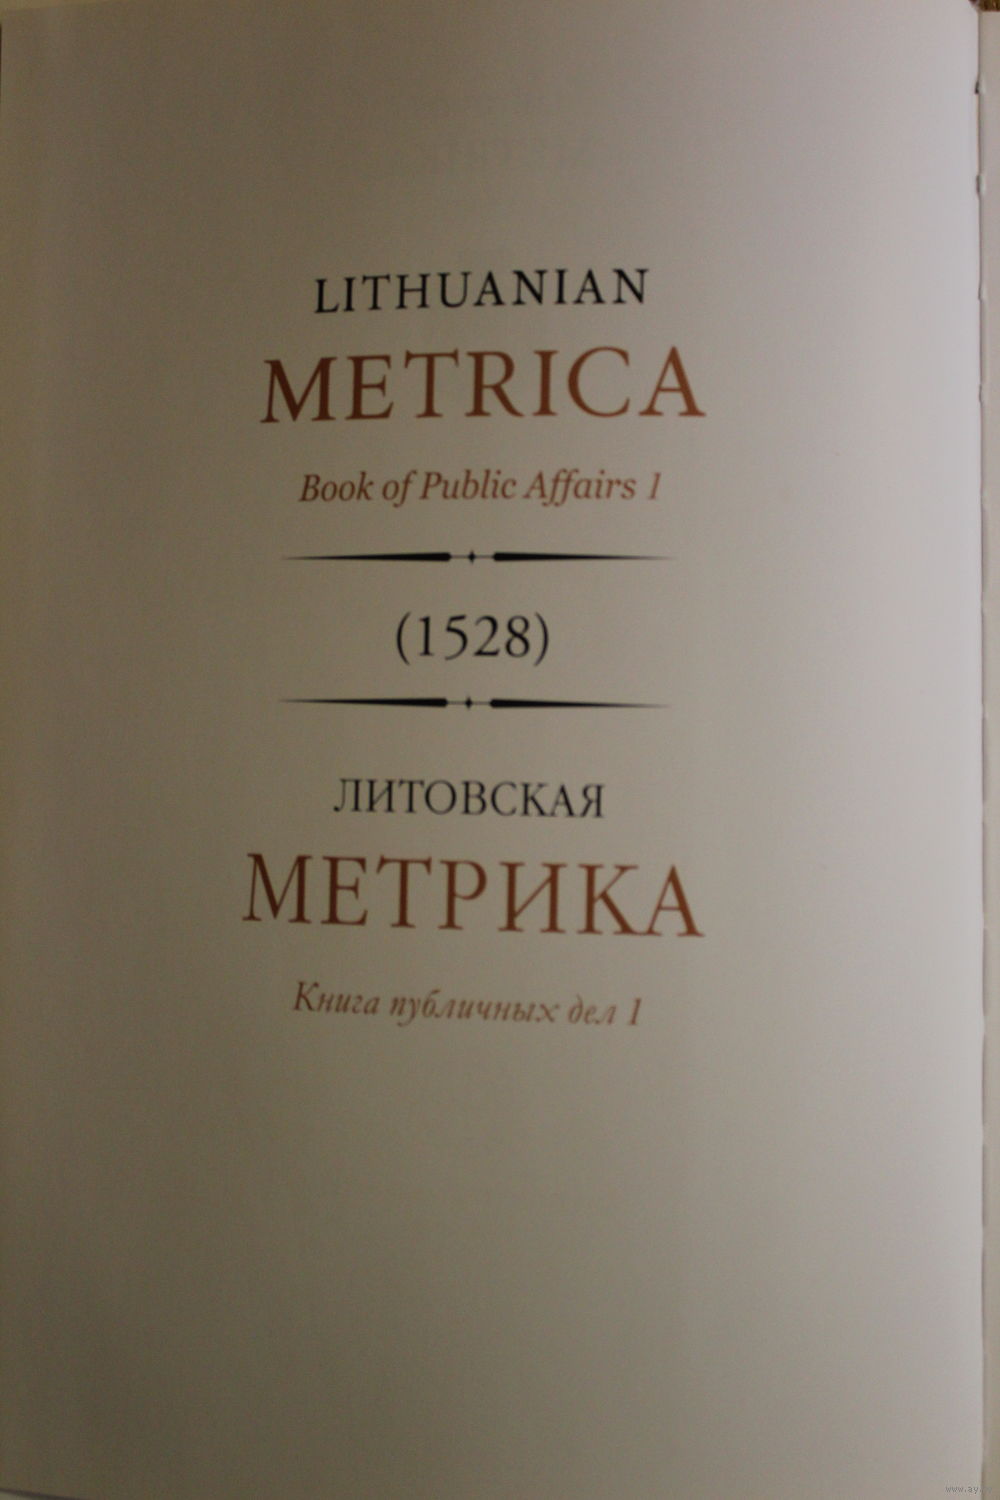 LITHUANIAN
METRICA
Book of Public Affairs 1
(1528)
ЛИТОВСКАЯ
МЕТРИКА
Книга публичных дел 1